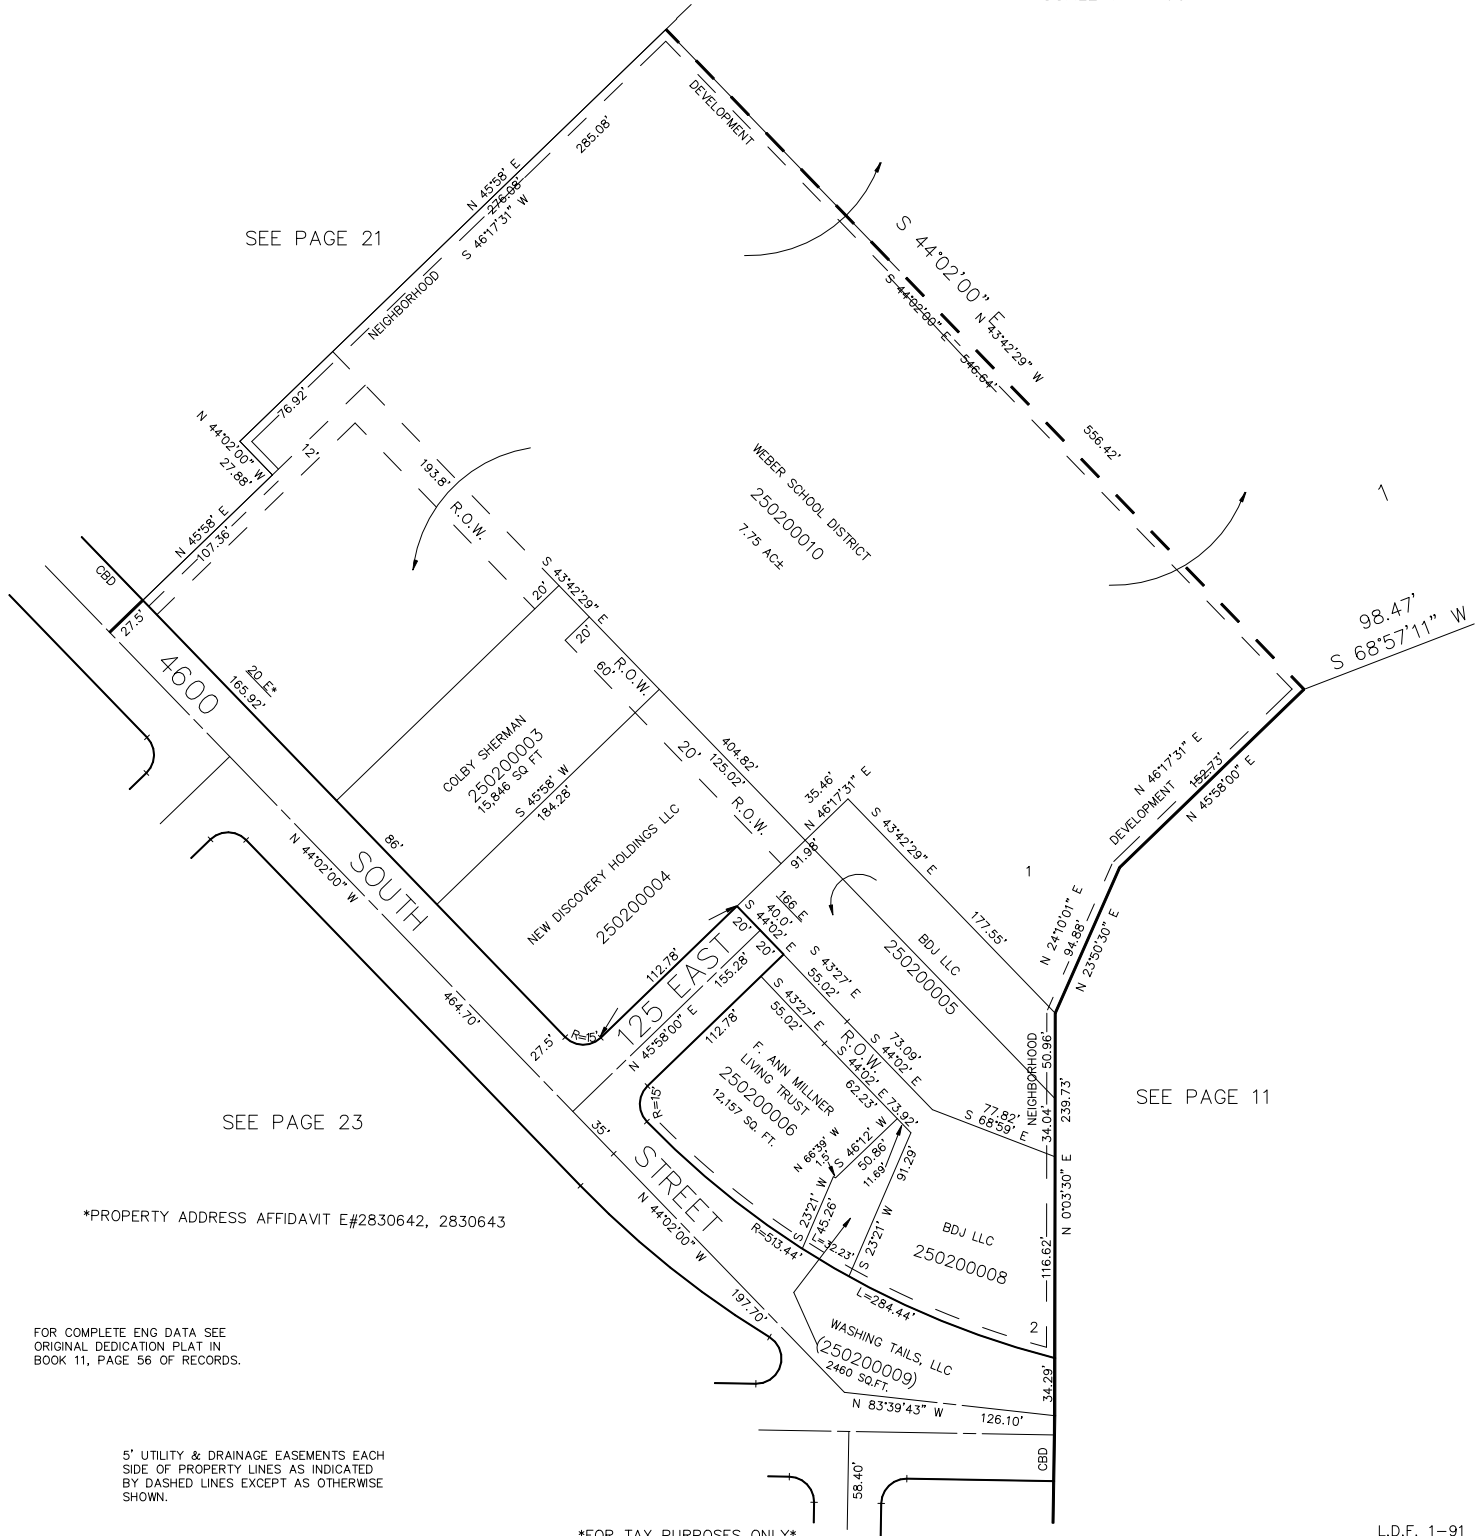 DEVELOPMENT
285.08'
N 45°58' E
276.08'
S 46°17'31" W
SEE PAGE 21
NEIGHBORHOOD
S 44°02'00" E
S 44°02'00" E 546.64'
N 43°42'29" W
556.42'
76.92'
N 44°02'00" W
27.88'
12'
193.8'
R.O.W.
N 45°58' E
107.36'
WEBER SCHOOL DISTRICT
250200010
7.75 AC±
1
CBD
27.5'
S 43°42'29" E
20'
20'
60'
R.O.W.
98.47'
S 68°57'11" W
4600
20 E*
165.92'
COLBY SHERMAN
250200003
15,846 SQ FT
S 45°58' W
184.28'
404.82'
125.02'
20'
R.O.W.
35.46'
N 46°17'31" E
91.98'
S 43°42'29" E
177.55'
N 46°17'31" E
152.73'
DEVELOPMENT
N 45°58'00" E
86'
N 44°02'00" W
SOUTH
NEW DISCOVERY HOLDINGS LLC
250200004
1
166 E
40.0'
S 44°02' E
20'
20'
BDJ LLC
250200005
N 24°10'01" E
94.88'
N 23°50'30" E
112.78'
125 EAST
155.28'
N 45°58'00" E
S 43°27' E
55.02'
S 43°27' E
55.02'
464.70'
27.5'
R=15'
112.78'
R.O.W.
73.09'
S 44°02' E
S 44°02' E 73.92'
62.23'
F. ANN MILLNER
LIVING TRUST
250200006
12,157 SQ. FT.
R=15'
NEIGHBORHOOD
50.96'
34.04'
239.73'
77.82'
S 68°59' E
SEE PAGE 11
SEE PAGE 23
35'
STREET
N 66°39' W
1.5'
S 46°12' W
50.86'
11.69'
91.29'
S 23°21' W
45.26'
S 23°21' W
N 0°03'30" E
*PROPERTY ADDRESS AFFIDAVIT E#2830642, 2830643
N 44°02'00" W
R=513.44'
L=32.23'
BDJ LLC
250200008
116.62'
197.70'
L=284.44'
2
WASHING TAILS, LLC
(250200009)
2460 SQ.FT.
34.29'
FOR COMPLETE ENG DATA SEE
ORIGINAL DEDICATION PLAT IN
BOOK 11, PAGE 56 OF RECORDS.
N 83°39'43" W
126.10'
CBD
58.40'
5' UTILITY & DRAINAGE EASEMENTS EACH
SIDE OF PROPERTY LINES AS INDICATED
BY DASHED LINES EXCEPT AS OTHERWISE
SHOWN.
*FOR TAX PURPOSES ONLY*
L.D.F. 1-91